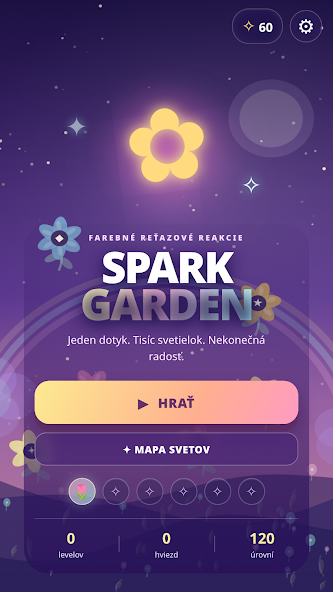 60
FAREBNÉ REŤAZOVÉ REAKCIE
SPARK
GARDEN
Jeden dotyk. Tisíc svetielok. Nekonečná
radosť.
HRAŤ
MAPA SVETOV
0 0 120
levelov hviezd úrovní